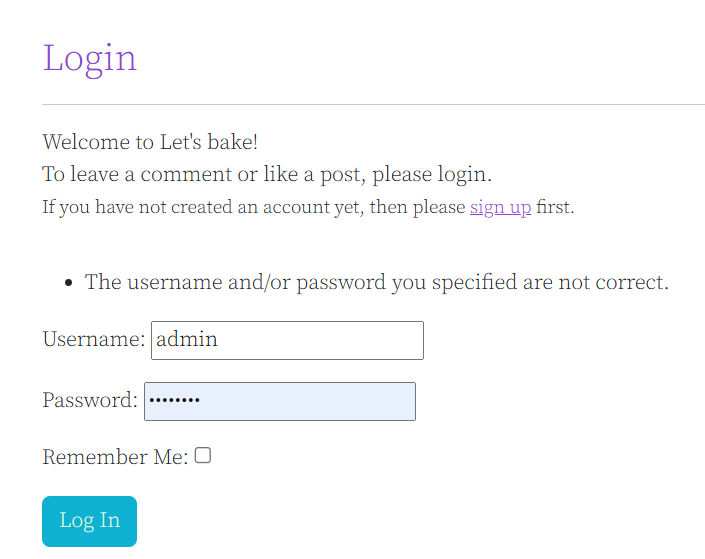 Login
Welcome to Let's bake!
To leave a comment or like a post, please login.
If you have not created an account yet, then please sign up first.
The username and/or password you specified are not correct.
Username: admin
Password: ••••••••
Remember Me:
Log In